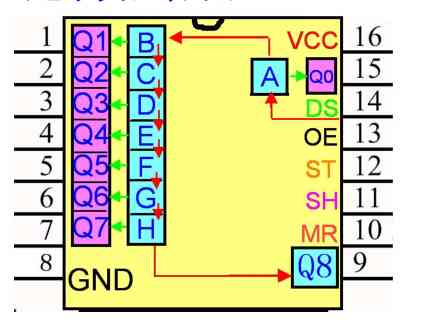 1 Q1 B VCC 16
2 Q2 C A Q0 15
3 Q3 D DS 14
4 Q4 E OE 13
5 Q5 F ST 12
6 Q6 G SH 11
7 Q7 H MR 10
8 GND Q8 9